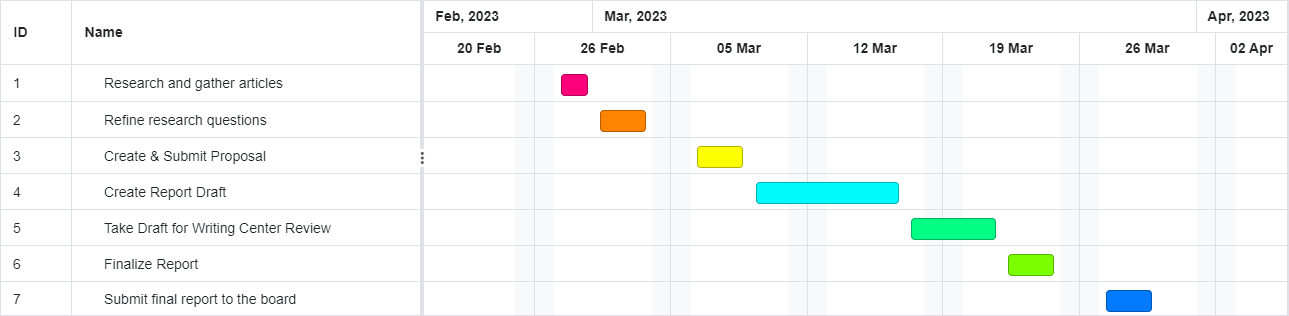 ID
Name
Feb, 2023
Mar, 2023
Apr, 2023
20 Feb
26 Feb
05 Mar
12 Mar
19 Mar
26 Mar
02 Apr
1
Research and gather articles
2
Refine research questions
3
Create & Submit Proposal
4
Create Report Draft
5
Take Draft for Writing Center Review
6
Finalize Report
7
Submit final report to the board